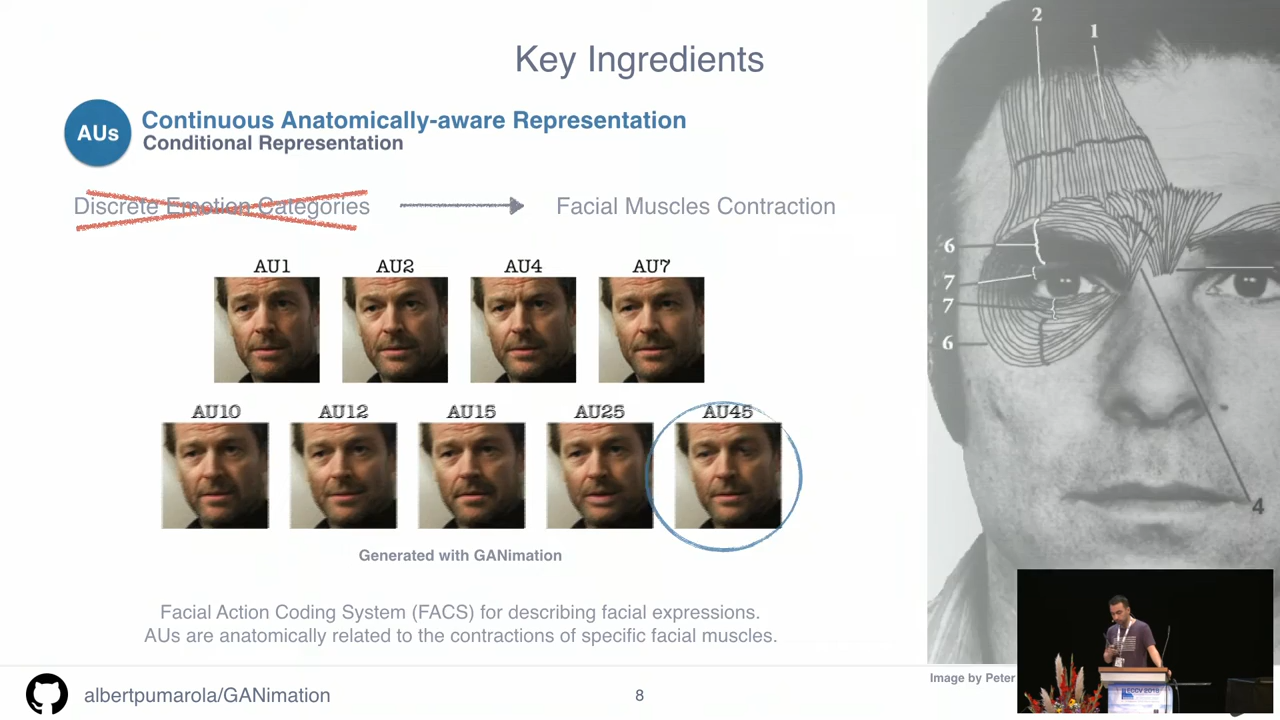 Key Ingredients
AUs
Continuous Anatomically-aware Representation
Conditional Representation
Discrete Emotion Categories
Facial Muscles Contraction
AU1
AU2
AU4
AU7
AU10
AU12
AU15
AU25
AU45
Generated with GANimation
Facial Action Coding System (FACS) for describing facial expressions.
AUs are anatomically related to the contractions of specific facial muscles.
2
1
6
7
7
6
4
Image by Peter
ECCV 2018
albertpumarola/GANimation
8